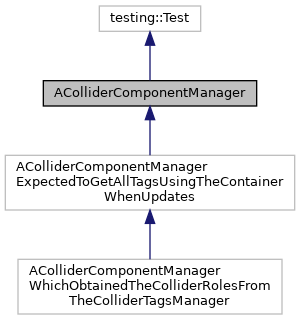 testing::Test
AColliderComponentManager
AColliderComponentManager
ExpectedToGetAllTagsUsingTheContainer
WhenUpdates
AColliderComponentManager
WhichObtainedTheColliderRolesFrom
TheColliderTagsManager